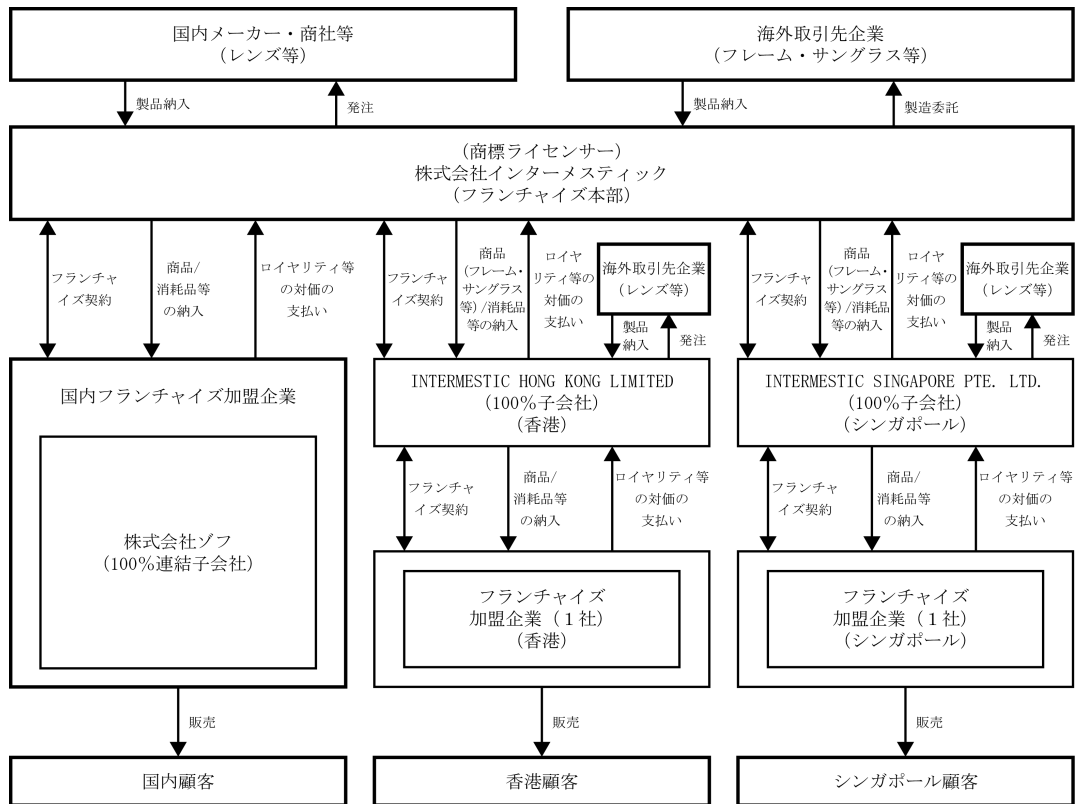 国内メーカー・商社等
（レンズ等）
海外取引先企業
（フレーム・サングラス等）
製品納入
発注
製品納入
製造委託
（商標ライセンサー）
株式会社インターメスティック
（フランチャイズ本部）
フランチャ
イズ契約
商品/
消耗品等
の納入
ロイヤリティ等
の対価の
支払い
フランチャ
イズ契約
商品
（フレーム・
サングラス
等）/消耗品
等の納入
ロイヤ
リティ等の
対価の
支払い
海外取引先企業
（レンズ等）
製品
納入
発注
フランチャ
イズ契約
商品
（フレーム・
サングラス
等）/消耗品
等の納入
ロイヤ
リティ等の
対価の
支払い
海外取引先企業
（レンズ等）
製品
納入
発注
国内フランチャイズ加盟企業
株式会社ゾフ
（100％連結子会社）
INTERMESTIC HONG KONG LIMITED
（100％子会社）
（香港）
INTERMESTIC SINGAPORE PTE. LTD.
（100％子会社）
（シンガポール）
フランチャ
イズ契約
商品/
消耗品等
の納入
ロイヤリティ等
の対価の
支払い
フランチャ
イズ契約
商品/
消耗品等
の納入
ロイヤリティ等
の対価の
支払い
フランチャイズ
加盟企業（１社）
（香港）
フランチャイズ
加盟企業（１社）
（シンガポール）
販売
販売
販売
国内顧客
香港顧客
シンガポール顧客